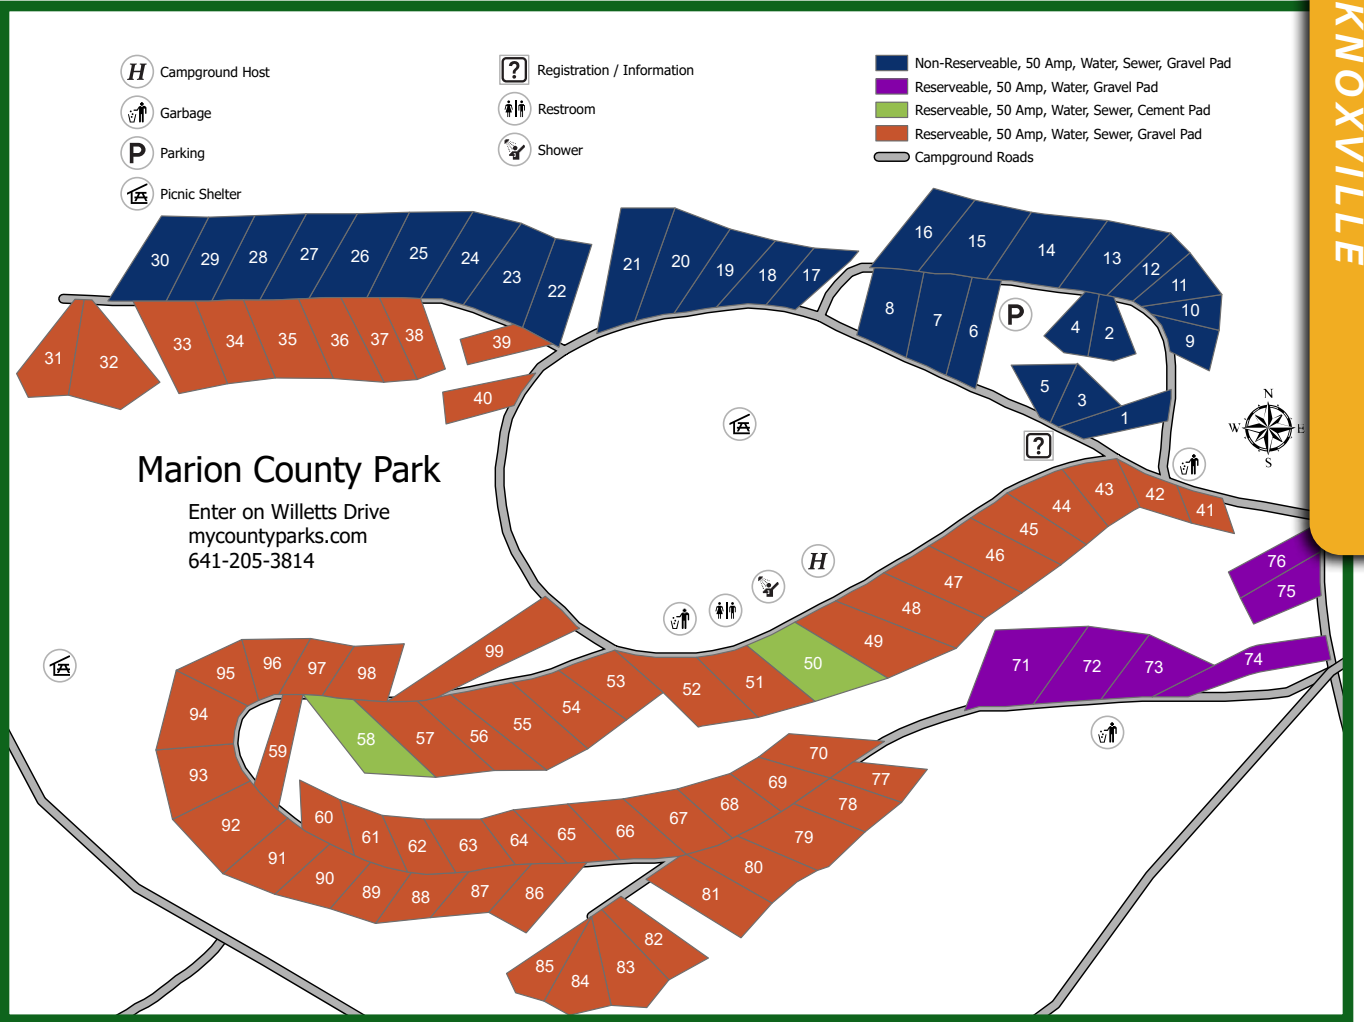 KNOXVILLE
H Campground Host
Garbage
P Parking
Picnic Shelter
? Registration / Information
Restroom
Shower
Non-Reserveable, 50 Amp, Water, Sewer, Gravel Pad
Reserveable, 50 Amp, Water, Gravel Pad
Reserveable, 50 Amp, Water, Sewer, Cement Pad
Reserveable, 50 Amp, Water, Sewer, Gravel Pad
Campground Roads
30 29 28 27 26 25 24 23 22
21 20 19 18 17
16 15 14 13 12 11 10 9
8 7 6
P
4 2
5 3 1
31 32 33 34 35 36 37 38 39
40
N
W E
S
?
Marion County Park
Enter on Willetts Drive
mycountyparks.com
641-205-3814
H
43 42 41
44
45
46
47
48
49
50
51
52
53
54
55
56
57
58
59
99
76
75
71 72 73 74
95 96 97 98
94
93
92
91
90
89
88
87
86
60 61 62 63 64 65 66 67 68 69 70
77
78
79
80
81
82
83
84
85